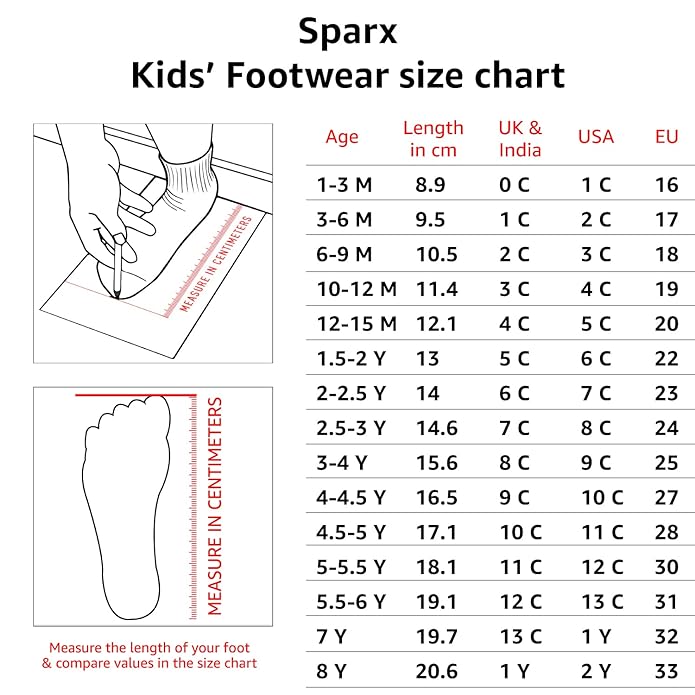 Sparx
Kids' Footwear size chart
MEASURE IN CENTIMETERS
MEASURE IN CENTIMETERS
Measure the length of your foot
& compare values in the size chart
Age Length in cm UK & India USA EU
1-3 M 8.9 0 C 1 C 16
3-6 M 9.5 1 C 2 C 17
6-9 M 10.5 2 C 3 C 18
10-12 M 11.4 3 C 4 C 19
12-15 M 12.1 4 C 5 C 20
1.5-2 Y 13 5 C 6 C 22
2-2.5 Y 14 6 C 7 C 23
2.5-3 Y 14.6 7 C 8 C 24
3-4 Y 15.6 8 C 9 C 25
4-4.5 Y 16.5 9 C 10 C 27
4.5-5 Y 17.1 10 C 11 C 28
5-5.5 Y 18.1 11 C 12 C 30
5.5-6 Y 19.1 12 C 13 C 31
7 Y 19.7 13 C 1 Y 32
8 Y 20.6 1 Y 2 Y 33